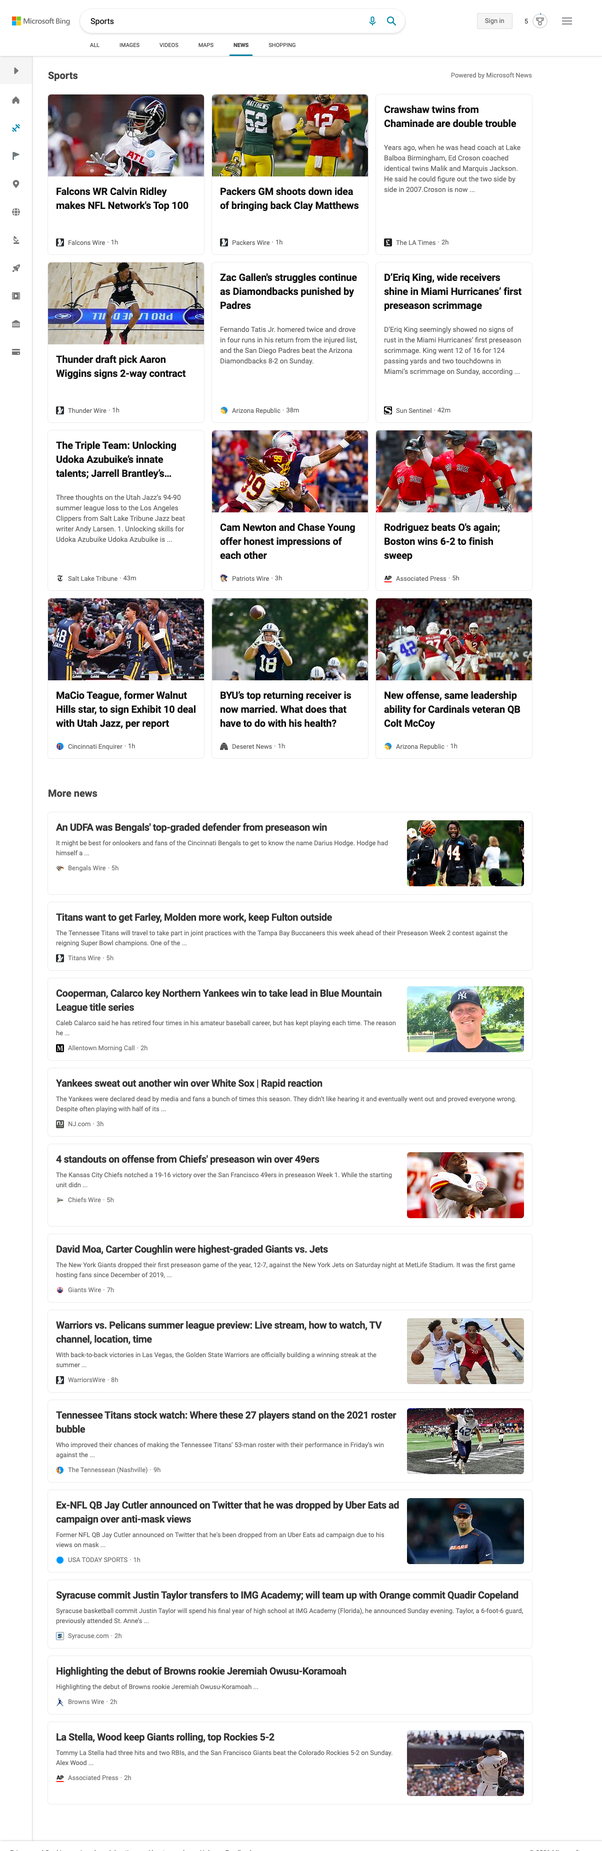 Microsoft Bing
Sports
Sign in
5
ALL
IMAGES
VIDEOS
MAPS
NEWS
SHOPPING
Sports
Powered by Microsoft News
Falcons WR Calvin Ridley
makes NFL Network's Top 100
Falcons Wire · 1h
Packers GM shoots down idea
of bringing back Clay Matthews
Packers Wire · 1h
Crawshaw twins from
Chaminade are double trouble
Years ago, when he was head coach at Lake
Balboa Birmingham, Ed Croson coached
identical twins Malik and Marquis Jackson.
He said he could figure out the two side by
side in 2007.Croson is now ...
The LA Times · 2h
Thunder draft pick Aaron
Wiggins signs 2-way contract
Thunder Wire · 1h
Zac Gallen's struggles continue
as Diamondbacks punished by
Padres
Fernando Tatis Jr. homered twice and drove
in four runs in his return from the injured list,
and the San Diego Padres beat the Arizona
Diamondbacks 8-2 on Sunday.
Arizona Republic · 38m
D'Eriq King, wide receivers
shine in Miami Hurricanes' first
preseason scrimmage
D'Eriq King seemingly showed no signs of
rust in the Miami Hurricanes' first preseason
scrimmage. King went 12 of 16 for 124
passing yards and two touchdowns in
Miami's scrimmage on Sunday, according ...
Sun Sentinel · 42m
The Triple Team: Unlocking
Udoka Azubuike's innate
talents; Jarrell Brantley's...
Three thoughts on the Utah Jazz's 94-90
summer league loss to the Los Angeles
Clippers from Salt Lake Tribune Jazz beat
writer Andy Larsen. 1. Unlocking skills for
Udoka Azubuike Udoka Azubuike is ...
Salt Lake Tribune · 43m
Cam Newton and Chase Young
offer honest impressions of
each other
Patriots Wire · 3h
Rodriguez beats O's again;
Boston wins 6-2 to finish
sweep
AP Associated Press · 5h
MaCio Teague, former Walnut
Hills star, to sign Exhibit 10 deal
with Utah Jazz, per report
Cincinnati Enquirer · 1h
BYU's top returning receiver is
now married. What does that
have to do with his health?
Deseret News · 1h
New offense, same leadership
ability for Cardinals veteran QB
Colt McCoy
Arizona Republic · 1h
More news
An UDFA was Bengals' top-graded defender from preseason win
It might be best for onlookers and fans of the Cincinnati Bengals to get to know the name Darius Hodge. Hodge had
himself a ...
Bengals Wire · 5h
Titans want to get Farley, Molden more work, keep Fulton outside
The Tennessee Titans will travel to take part in joint practices with the Tampa Bay Buccaneers this week ahead of their Preseason Week 2 contest against the
reigning Super Bowl champions. One of the ...
Titans Wire · 5h
Cooperman, Calarco key Northern Yankees win to take lead in Blue Mountain
League title series
Caleb Calarco said he has retired four times in his amateur baseball career, but has kept playing each time. The reason
he ...
Allentown Morning Call · 2h
Yankees sweat out another win over White Sox | Rapid reaction
The Yankees were declared dead by media and fans a bunch of times this season. They didn't like hearing it and eventually went out and proved everyone wrong.
Despite often playing with half of its ...
NJ.com · 3h
4 standouts on offense from Chiefs' preseason win over 49ers
The Kansas City Chiefs notched a 19-16 victory over the San Francisco 49ers in preseason Week 1. While the starting
unit didn ...
Chiefs Wire · 5h
David Moa, Carter Coughlin were highest-graded Giants vs. Jets
The New York Giants dropped their first preseason game of the year, 12-7, against the New York Jets on Saturday night at MetLife Stadium. It was the first game
hosting fans since December of 2019, ...
Giants Wire · 7h
Warriors vs. Pelicans summer league preview: Live stream, how to watch, TV
channel, location, time
With back-to-back victories in Las Vegas, the Golden State Warriors are officially building a winning streak at the
summer ...
WarriorsWire · 8h
Tennessee Titans stock watch: Where these 27 players stand on the 2021 roster
bubble
Who improved their chances of making the Tennessee Titans' 53-man roster with their performance in Friday's win
against the ...
The Tennessean (Nashville) · 9h
Ex-NFL QB Jay Cutler announced on Twitter that he was dropped by Uber Eats ad
campaign over anti-mask views
Former NFL QB Jay Cutler announced on Twitter that he's been dropped from an Uber Eats ad campaign due to his
views on mask ...
USA TODAY SPORTS · 1h
Syracuse commit Justin Taylor transfers to IMG Academy; will team up with Orange commit Quadir Copeland
Syracuse basketball commit Justin Taylor will spend his final year of high school at IMG Academy (Florida), he announced Sunday evening. Taylor, a 6-foot-6 guard,
previously attended St. Anne's ...
Syracuse.com · 2h
Highlighting the debut of Browns rookie Jeremiah Owusu-Koramoah
Highlighting the debut of Browns rookie Jeremiah Owusu-Koramoah ...
Browns Wire · 2h
La Stella, Wood keep Giants rolling, top Rockies 5-2
Tommy La Stella had three hits and two RBIs, and the San Francisco Giants beat the Colorado Rockies 5-2 on Sunday.
Alex Wood ...
AP Associated Press · 2h